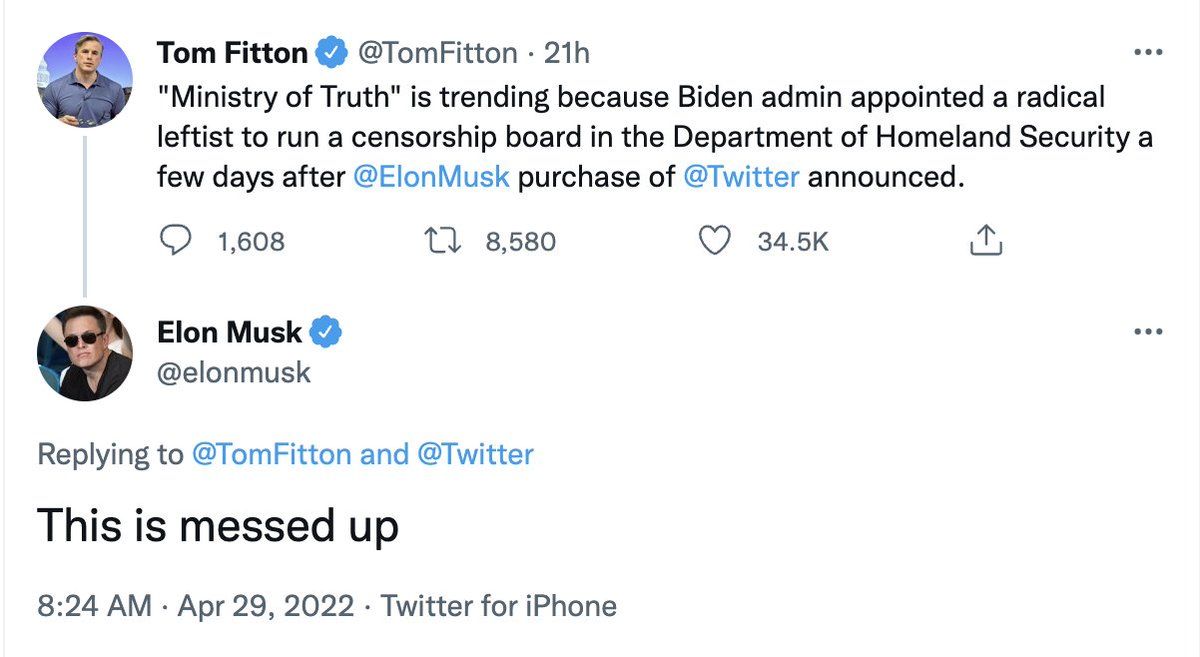 Tom Fitton @TomFitton · 21h
"Ministry of Truth" is trending because Biden admin appointed a radical
leftist to run a censorship board in the Department of Homeland Security a
few days after @ElonMusk purchase of @Twitter announced.
1,608 8,580 34.5K
Elon Musk
@elonmusk
Replying to @TomFitton and @Twitter
This is messed up
8:24 AM · Apr 29, 2022 · Twitter for iPhone